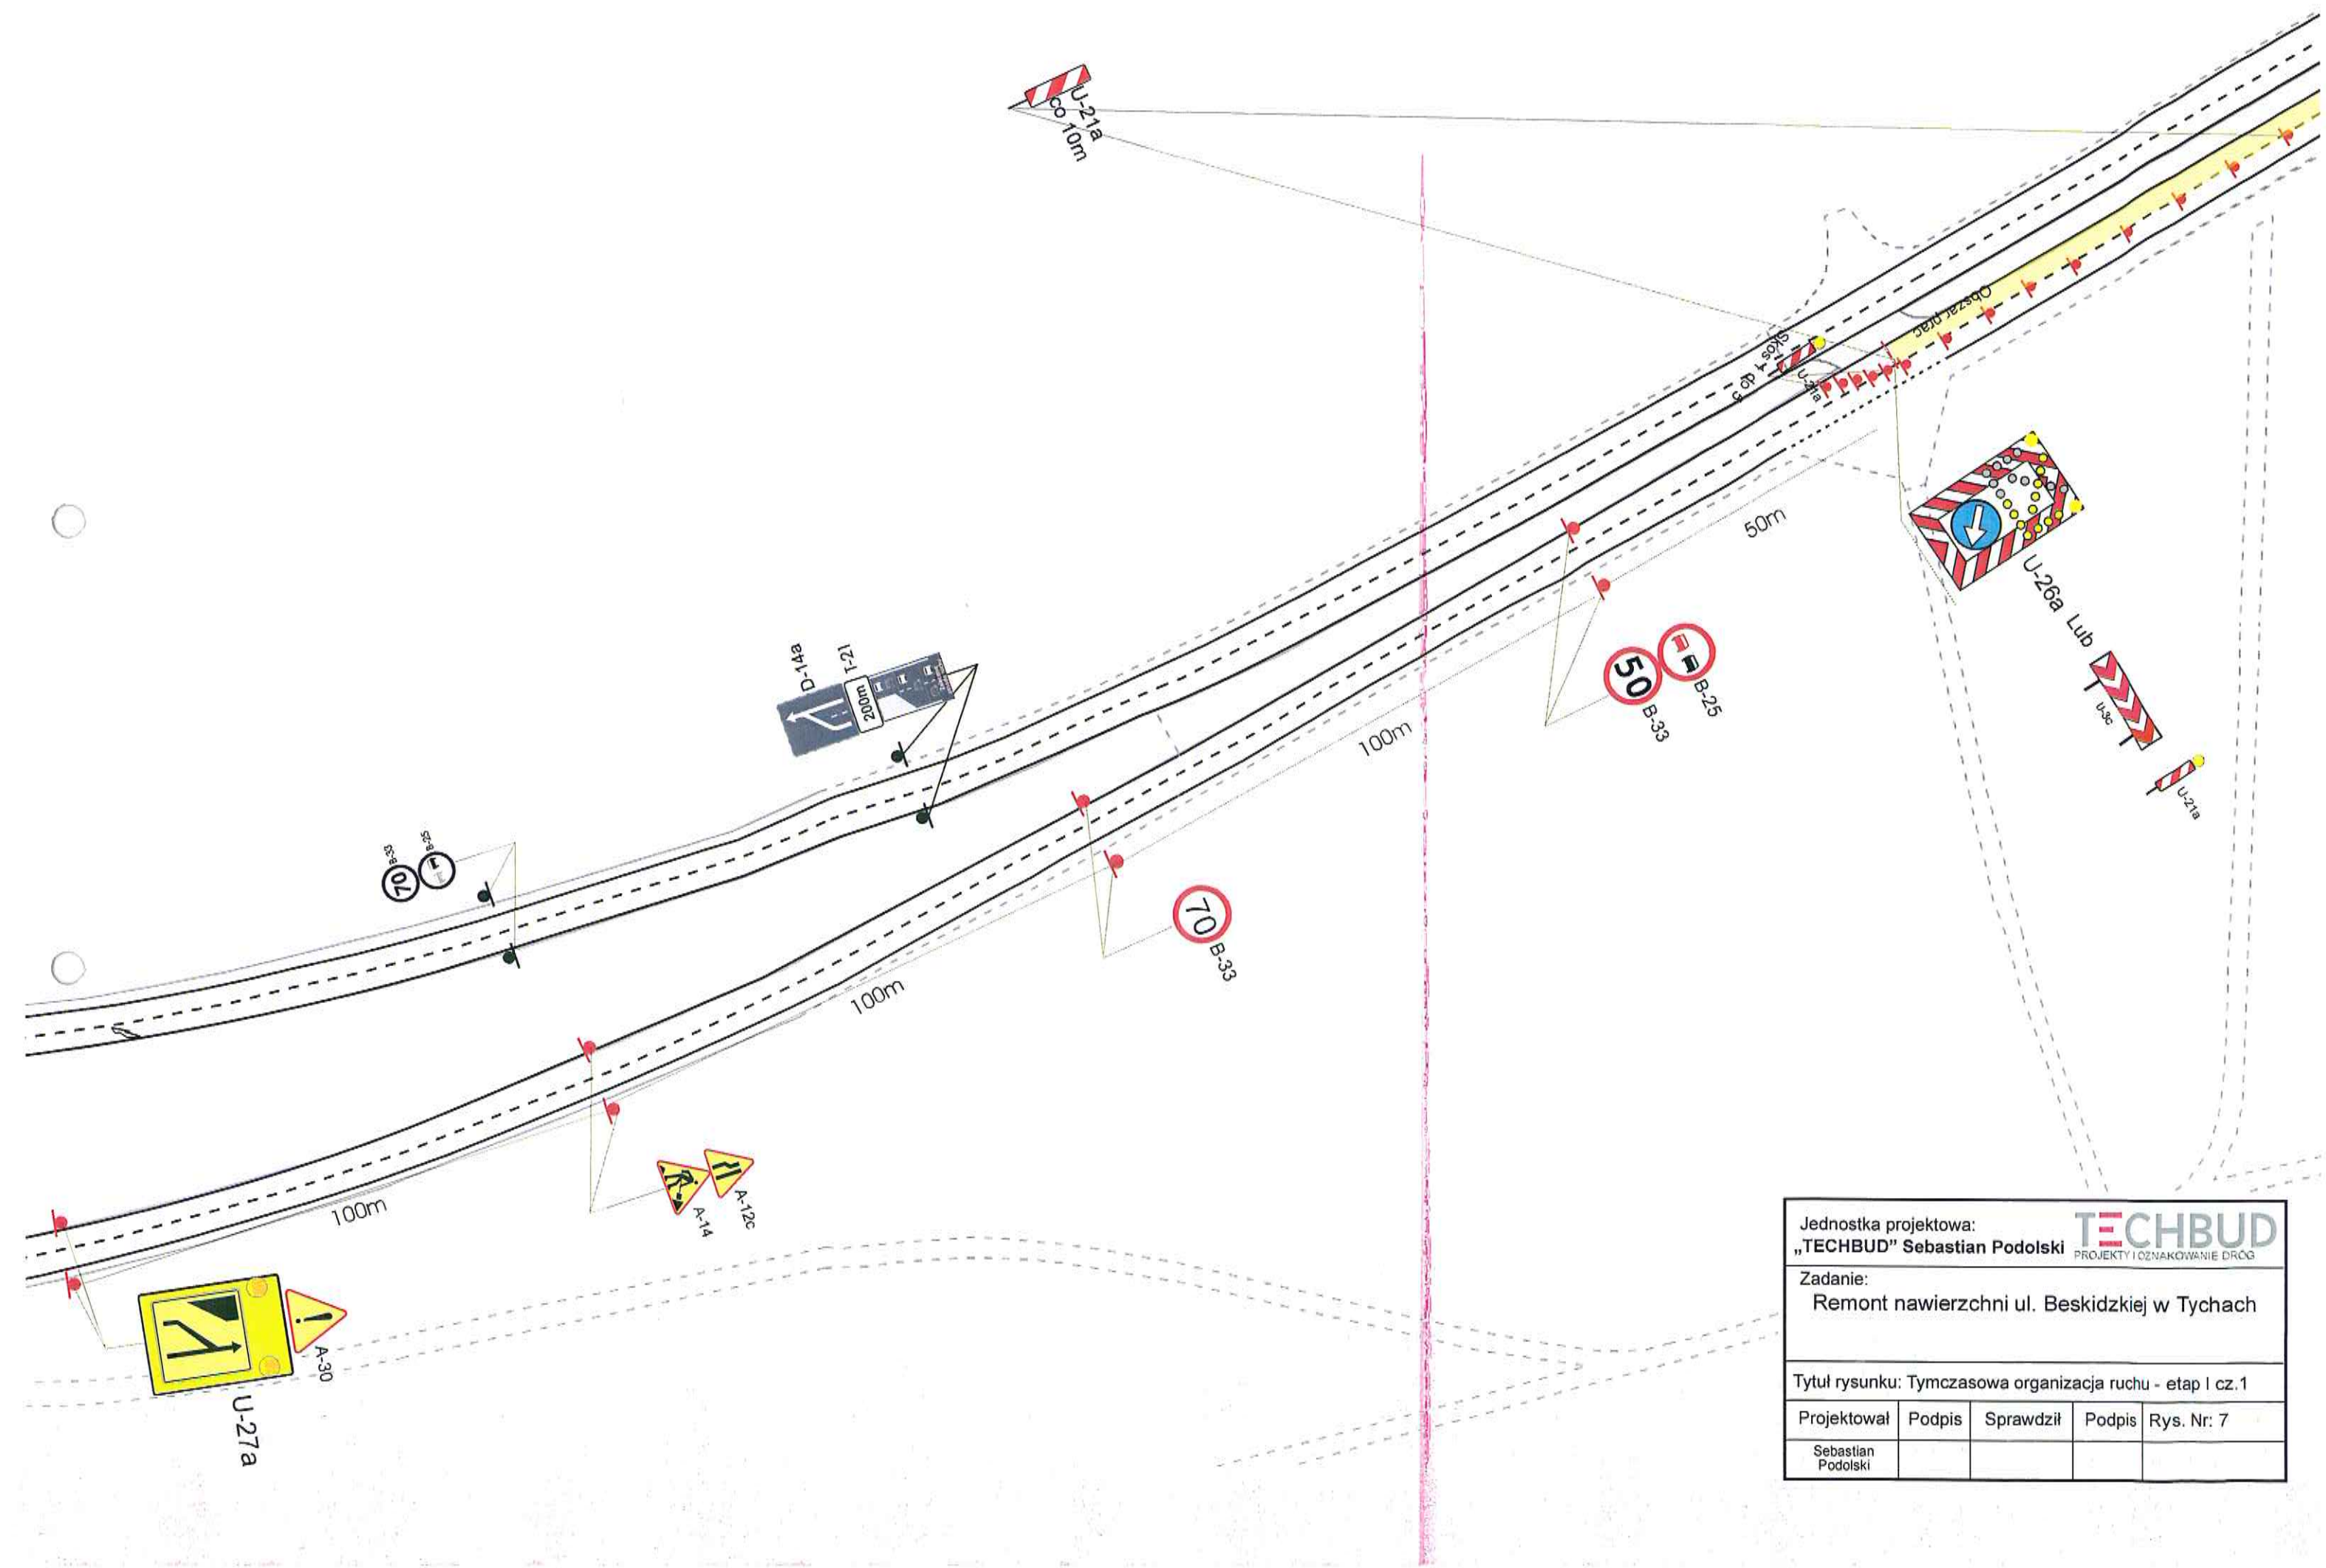 U-21a
co 10m
Obszar prac
Skos 1 do 5
U-21a
50m
U-26a Lub
U-3c
U-21a
D-14a
T-21
200m
50
B-33
B-25
100m
70
B-33
B-25
70
B-33
100m
A-14
A-12c
100m
A-30
U-27a
Jednostka projektowa:
„TECHBUD” Sebastian Podolski
TECHBUD
PROJEKTY I OZNAKOWANIE DRÓG
Zadanie:
Remont nawierzchni ul. Beskidzkiej w Tychach
Tytuł rysunku: Tymczasowa organizacja ruchu - etap I cz.1
Projektował Podpis Sprawdził Podpis Rys. Nr: 7
Sebastian
Podolski